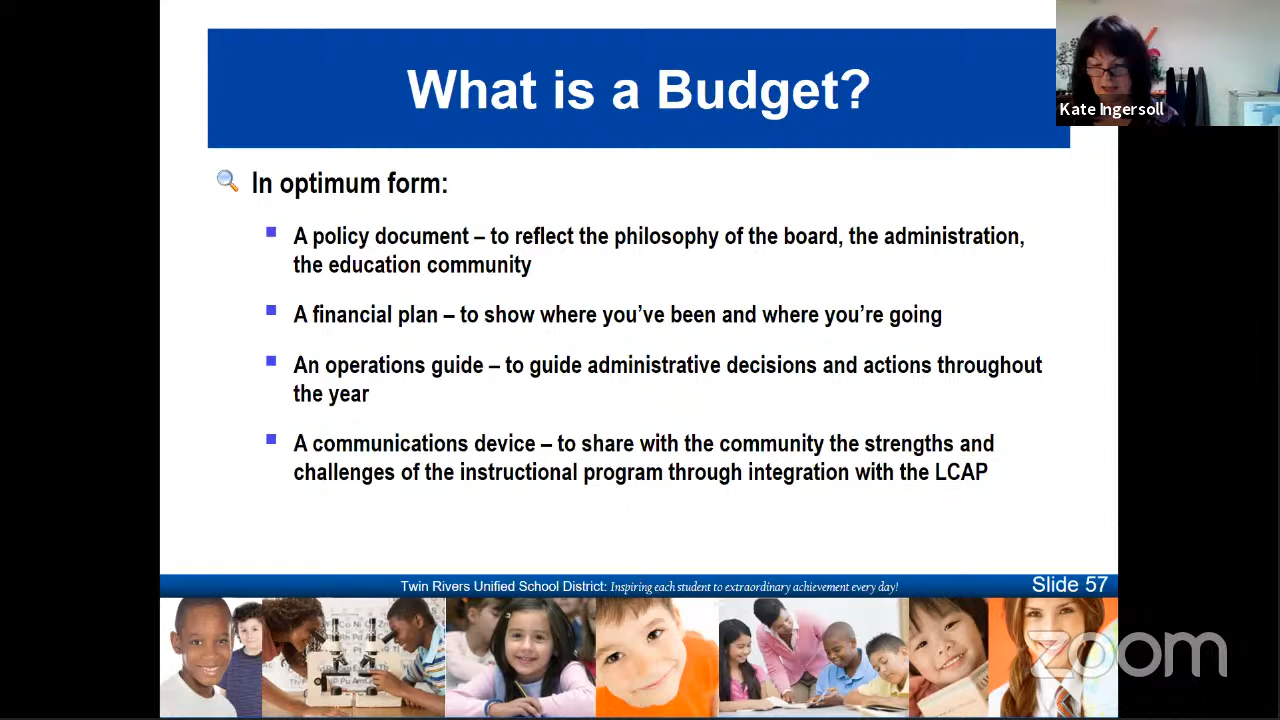 What is a Budget?
Kate Ingersoll
In optimum form:
A policy document – to reflect the philosophy of the board, the administration,
the education community
A financial plan – to show where you’ve been and where you’re going
An operations guide – to guide administrative decisions and actions throughout
the year
A communications device – to share with the community the strengths and
challenges of the instructional program through integration with the LCAP
Twin Rivers Unified School District: Inspiring each student to extraordinary achievement every day!
Slide 57
zoom